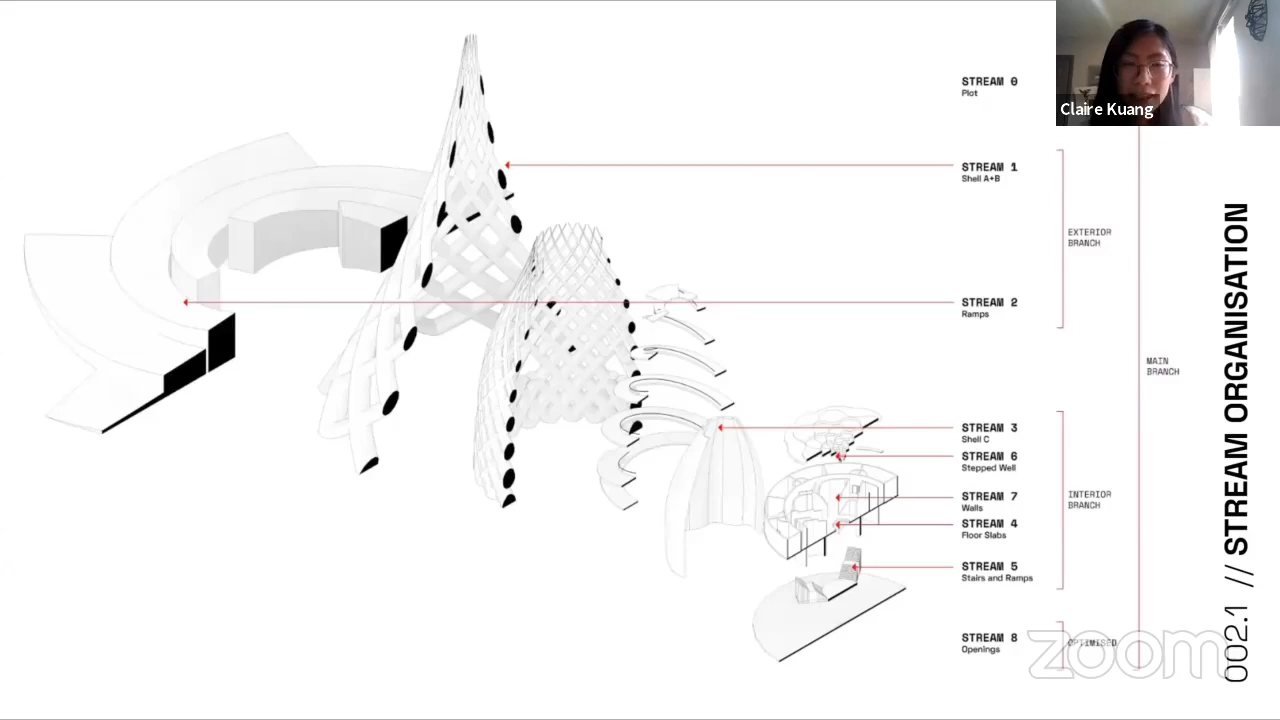 STREAM 0
Plot
Claire Kuang
STREAM 1
Shell A+B
EXTERIOR
BRANCH
STREAM 2
Ramps
MAIN
BRANCH
STREAM 3
Shell C
STREAM 6
Stepped Well
STREAM 7
Walls
INTERIOR
BRANCH
STREAM 4
Floor Slabs
STREAM 5
Stairs and Ramps
STREAM 8
Openings
OPTIMISED
zoom
002.1 // STREAM ORGANISATION